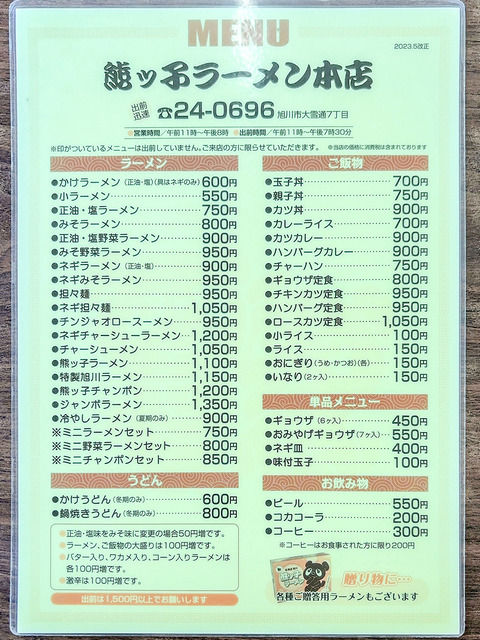 MENU
2023.5改正
熊ッ子ラーメン本店
出前迅速 ☎24-0696 旭川市大雪通7丁目
●営業時間／午前11時〜午後8時 ●出前時間／午前11時〜午後7時30分
※印がついているメニューは出前していません。ご来店の方に限らせていただきます。 ※当店の価格に消費税は含まれております
ラーメン
●かけラーメン（正油・塩）（具はネギのみ） 600円
●小ラーメン 550円
●正油・塩ラーメン 750円
●みそラーメン 800円
●正油・塩野菜ラーメン 900円
●みそ野菜ラーメン 950円
●ネギラーメン（正油・塩） 900円
●ネギみそラーメン 950円
●担々麺 950円
●ネギ担々麺 1,050円
●チンジャオロースーメン 950円
●ネギチャーシューラーメン 1,200円
●チャーシューメン 1,050円
●熊ッ子ラーメン 1,100円
●特製旭川ラーメン 1,150円
●熊ッ子チャンポン 1,200円
●ジャンボラーメン 1,350円
●冷やしラーメン（夏期のみ） 900円
※ミニラーメンセット 750円
※ミニ野菜ラーメンセット 800円
※ミニチャンポンセット 850円
うどん
●かけうどん（冬期のみ） 600円
●鍋焼きうどん（冬期のみ） 800円
●正油・塩味をみそ味に変更の場合50円増です。
●ラーメン、ご飯物の大盛りは100円増です。
●バター入り、ワカメ入り、コーン入りラーメンは
各100円増です。
●激辛は100円増です。
出前は1,500円以上でお願いします
ご飯物
●玉子丼 700円
●親子丼 750円
●カツ丼 900円
●カレーライス 700円
●カツカレー 900円
●ハンバーグカレー 900円
●チャーハン 750円
●ギョウザ定食 800円
●チキンカツ定食 950円
●ハンバーグ定食 950円
●ロースカツ定食 1,050円
●小ライス 100円
●ライス 150円
●おにぎり（うめ・かつお）（各） 150円
●いなり（2ヶ入） 150円
単品メニュー
●ギョウザ（6ヶ入） 450円
●おみやげギョウザ（7ヶ入） 550円
●ネギ皿 400円
●味付玉子 100円
お飲み物
●ビール 550円
●コカコーラ 200円
●コーヒー 300円
※コーヒーはお食事された方に限り200円
熊ッ子ラーメン
贈り物に…
各種ご贈答用ラーメンもございます